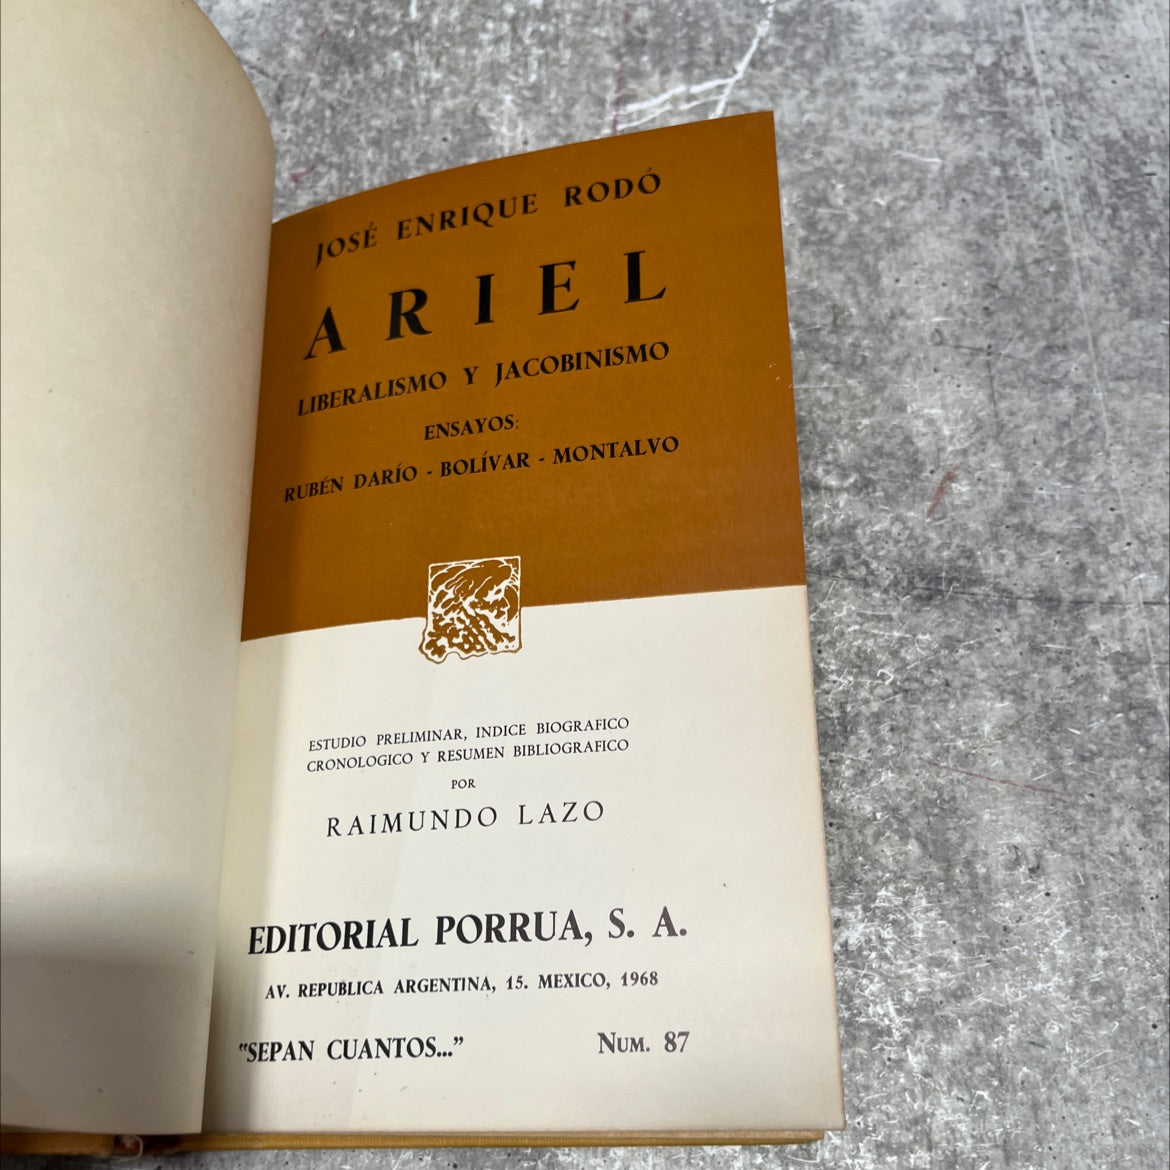 JOSÉ ENRIQUE RODÓ
ARIEL
LIBERALISMO Y JACOBINISMO
ENSAYOS:
RUBÉN DARÍO - BOLÍVAR - MONTALVO
ESTUDIO PRELIMINAR, INDICE BIOGRAFICO
CRONOLOGICO Y RESUMEN BIBLIOGRAFICO
POR
RAIMUNDO LAZO
EDITORIAL PORRUA, S. A.
AV. REPUBLICA ARGENTINA, 15. MEXICO, 1968
"SEPAN CUANTOS..." NUM. 87